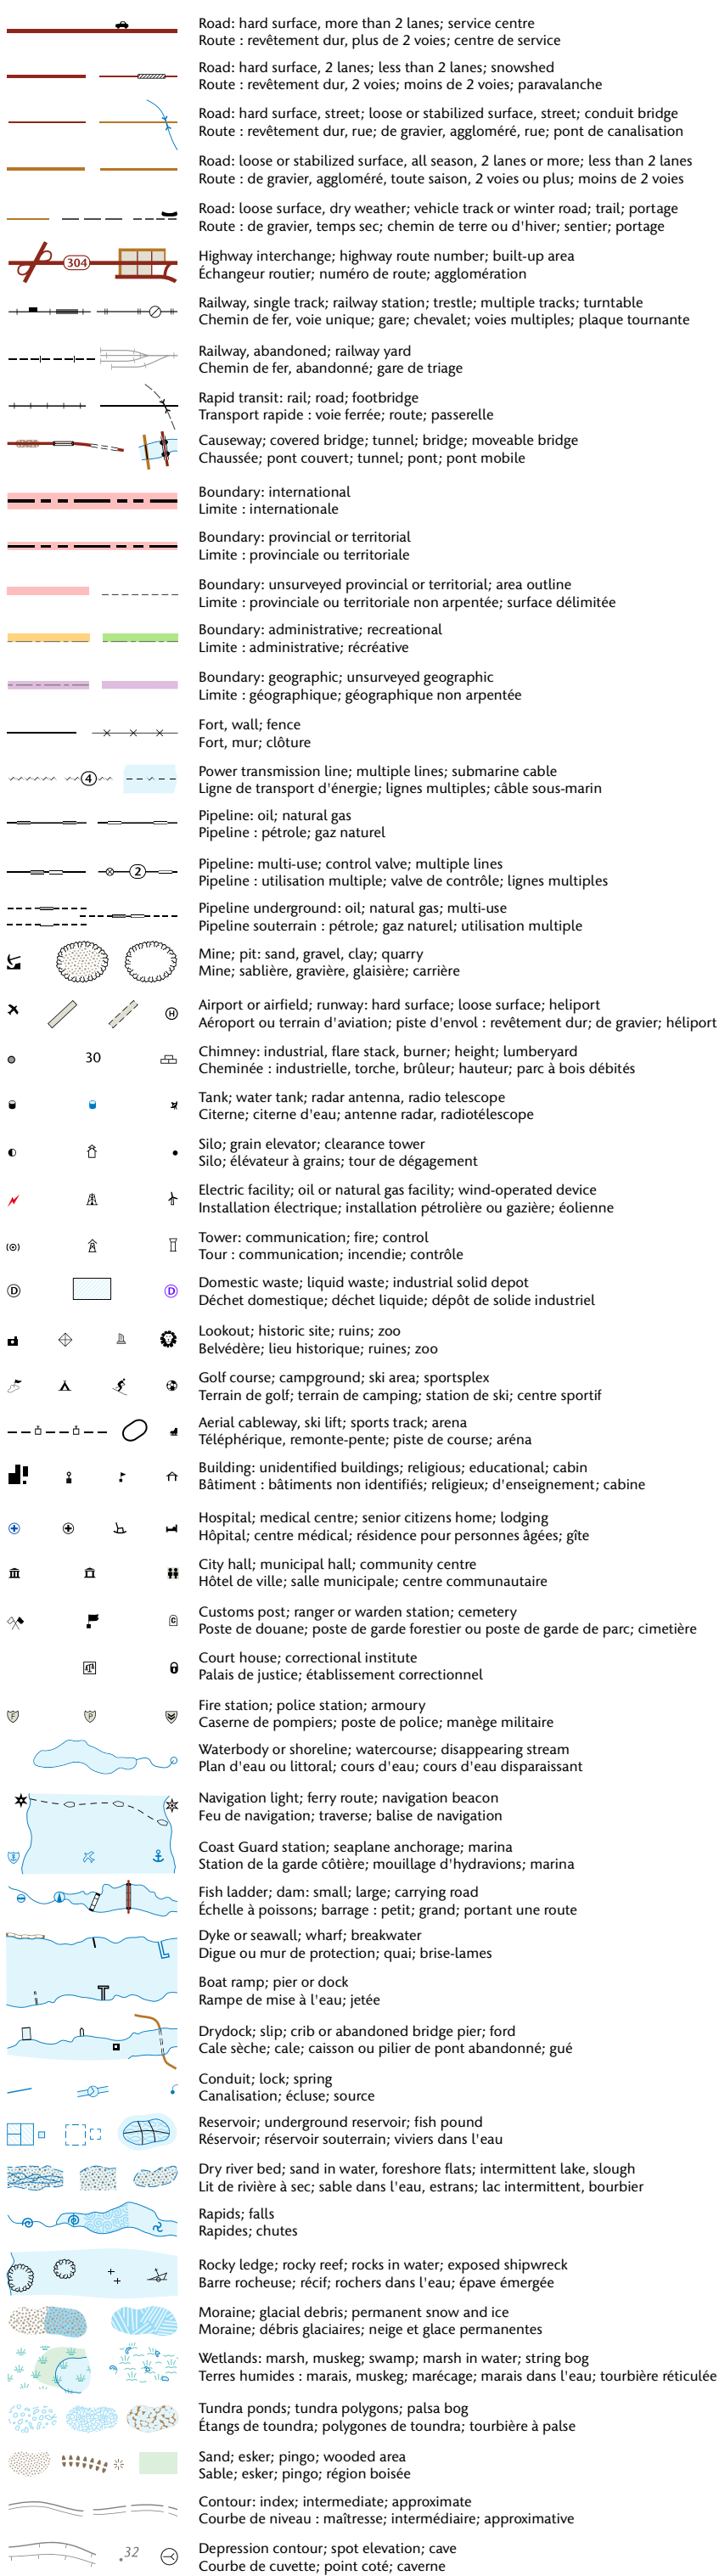 Road: hard surface, more than 2 lanes; service centre
Route : revêtement dur, plus de 2 voies; centre de service
Road: hard surface, 2 lanes; less than 2 lanes; snowshed
Route : revêtement dur, 2 voies; moins de 2 voies; paravalanche
Road: hard surface, street; loose or stabilized surface, street; conduit bridge
Route : revêtement dur, rue; de gravier, aggloméré, rue; pont de canalisation
Road: loose or stabilized surface, all season, 2 lanes or more; less than 2 lanes
Route : de gravier, aggloméré, toute saison, 2 voies ou plus; moins de 2 voies
Road: loose surface, dry weather; vehicle track or winter road; trail; portage
Route : de gravier, temps sec; chemin de terre ou d'hiver; sentier; portage
304
Highway interchange; highway route number; built-up area
Échangeur routier; numéro de route; agglomération
Railway, single track; railway station; trestle; multiple tracks; turntable
Chemin de fer, voie unique; gare; chevalet; voies multiples; plaque tournante
Railway, abandoned; railway yard
Chemin de fer, abandonné; gare de triage
Rapid transit: rail; road; footbridge
Transport rapide : voie ferrée; route; passerelle
Causeway; covered bridge; tunnel; bridge; moveable bridge
Chaussée; pont couvert; tunnel; pont; pont mobile
Boundary: international
Limite : internationale
Boundary: provincial or territorial
Limite : provinciale ou territoriale
Boundary: unsurveyed provincial or territorial; area outline
Limite : provinciale ou territoriale non arpentée; surface délimitée
Boundary: administrative; recreational
Limite : administrative; récréative
Boundary: geographic; unsurveyed geographic
Limite : géographique; géographique non arpentée
Fort, wall; fence
Fort, mur; clôture
4
Power transmission line; multiple lines; submarine cable
Ligne de transport d'énergie; lignes multiples; câble sous-marin
Pipeline: oil; natural gas
Pipeline : pétrole; gaz naturel
2
Pipeline: multi-use; control valve; multiple lines
Pipeline : utilisation multiple; valve de contrôle; lignes multiples
Pipeline underground: oil; natural gas; multi-use
Pipeline souterrain : pétrole; gaz naturel; utilisation multiple
Mine; pit: sand, gravel, clay; quarry
Mine; sablière, gravière, glaisière; carrière
H
Airport or airfield; runway: hard surface; loose surface; heliport
Aéroport ou terrain d'aviation; piste d'envol : revêtement dur; de gravier; héliport
30
Chimney: industrial, flare stack, burner; height; lumberyard
Cheminée : industrielle, torche, brûleur; hauteur; parc à bois débités
Tank; water tank; radar antenna, radio telescope
Citerne; citerne d'eau; antenne radar, radiotélescope
Silo; grain elevator; clearance tower
Silo; élévateur à grains; tour de dégagement
Electric facility; oil or natural gas facility; wind-operated device
Installation électrique; installation pétrolière ou gazière; éolienne
Tower: communication; fire; control
Tour : communication; incendie; contrôle
D D
Domestic waste; liquid waste; industrial solid depot
Déchet domestique; déchet liquide; dépôt de solide industriel
Lookout; historic site; ruins; zoo
Belvédère; lieu historique; ruines; zoo
Golf course; campground; ski area; sportsplex
Terrain de golf; terrain de camping; station de ski; centre sportif
Aerial cableway, ski lift; sports track; arena
Téléphérique, remonte-pente; piste de course; aréna
Building: unidentified buildings; religious; educational; cabin
Bâtiment : bâtiments non identifiés; religieux; d'enseignement; cabine
Hospital; medical centre; senior citizens home; lodging
Hôpital; centre médical; résidence pour personnes âgées; gîte
City hall; municipal hall; community centre
Hôtel de ville; salle municipale; centre communautaire
C
Customs post; ranger or warden station; cemetery
Poste de douane; poste de garde forestier ou poste de garde de parc; cimetière
Court house; correctional institute
Palais de justice; établissement correctionnel
F P
Fire station; police station; armoury
Caserne de pompiers; poste de police; manège militaire
Waterbody or shoreline; watercourse; disappearing stream
Plan d'eau ou littoral; cours d'eau; cours d'eau disparaissant
Navigation light; ferry route; navigation beacon
Feu de navigation; traverse; balise de navigation
Coast Guard station; seaplane anchorage; marina
Station de la garde côtière; mouillage d'hydravions; marina
Fish ladder; dam: small; large; carrying road
Échelle à poissons; barrage : petit; grand; portant une route
Dyke or seawall; wharf; breakwater
Digue ou mur de protection; quai; brise-lames
Boat ramp; pier or dock
Rampe de mise à l'eau; jetée
Drydock; slip; crib or abandoned bridge pier; ford
Cale sèche; cale; caisson ou pilier de pont abandonné; gué
Conduit; lock; spring
Canalisation; écluse; source
Reservoir; underground reservoir; fish pound
Réservoir; réservoir souterrain; viviers dans l'eau
Dry river bed; sand in water, foreshore flats; intermittent lake, slough
Lit de rivière à sec; sable dans l'eau, estrans; lac intermittent, bourbier
Rapids; falls
Rapides; chutes
Rocky ledge; rocky reef; rocks in water; exposed shipwreck
Barre rocheuse; récif; rochers dans l'eau; épave émergée
Moraine; glacial debris; permanent snow and ice
Moraine; débris glaciaires; neige et glace permanentes
Wetlands: marsh, muskeg; swamp; marsh in water; string bog
Terres humides : marais, muskeg; marécage; marais dans l'eau; tourbière réticulée
Tundra ponds; tundra polygons; palsa bog
Étangs de toundra; polygones de toundra; tourbière à palse
Sand; esker; pingo; wooded area
Sable; esker; pingo; région boisée
Contour: index; intermediate; approximate
Courbe de niveau : maîtresse; intermédiaire; approximative
32
Depression contour; spot elevation; cave
Courbe de cuvette; point coté; caverne